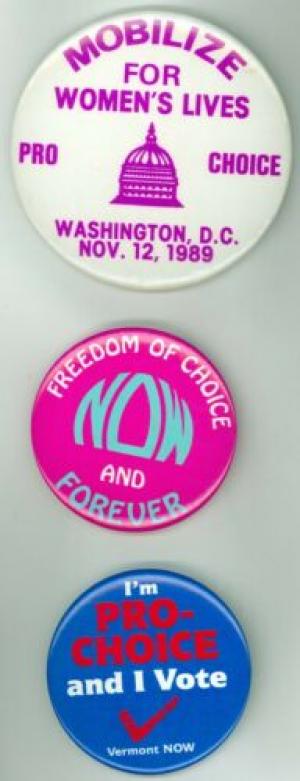 MOBILIZE
FOR
WOMEN'S LIVES
PRO CHOICE
WASHINGTON, D.C.
NOV. 12, 1989
FREEDOM OF CHOICE
NOW
AND
FOREVER
I'm
PRO-
CHOICE
and I Vote
Vermont NOW